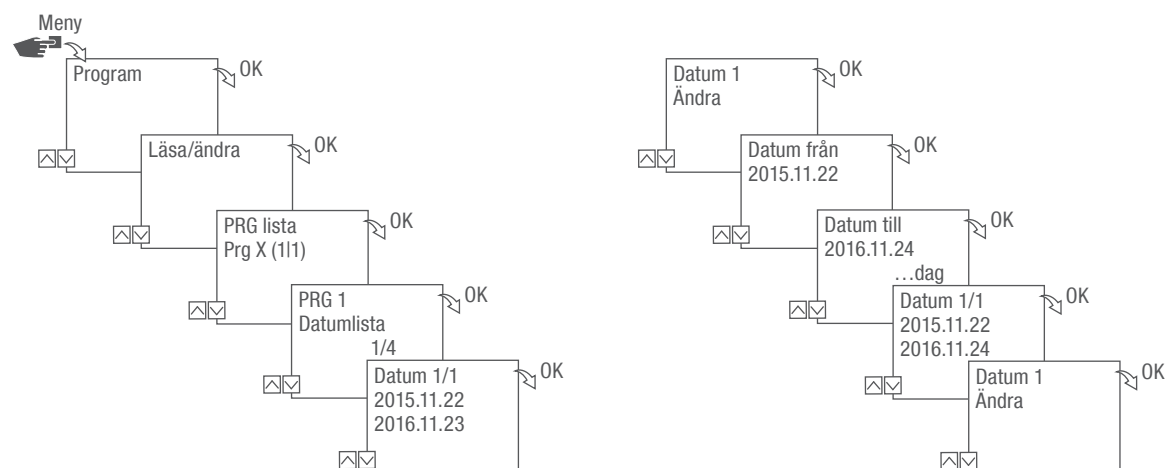 Meny
Program
OK
Läsa/ändra
OK
PRG lista
Prg X (1|1)
OK
PRG 1
Datumlista
1/4
OK
Datum 1/1
2015.11.22
2016.11.23
OK
Datum 1
Ändra
OK
Datum från
2015.11.22
OK
Datum till
2016.11.24
...dag
OK
Datum 1/1
2015.11.22
2016.11.24
OK
Datum 1
Ändra
OK